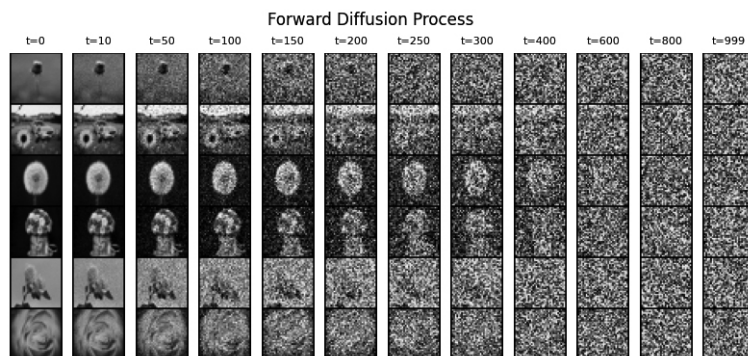 Forward Diffusion Process
t=0 t=10 t=50 t=100 t=150 t=200 t=250 t=300 t=400 t=600 t=800 t=999